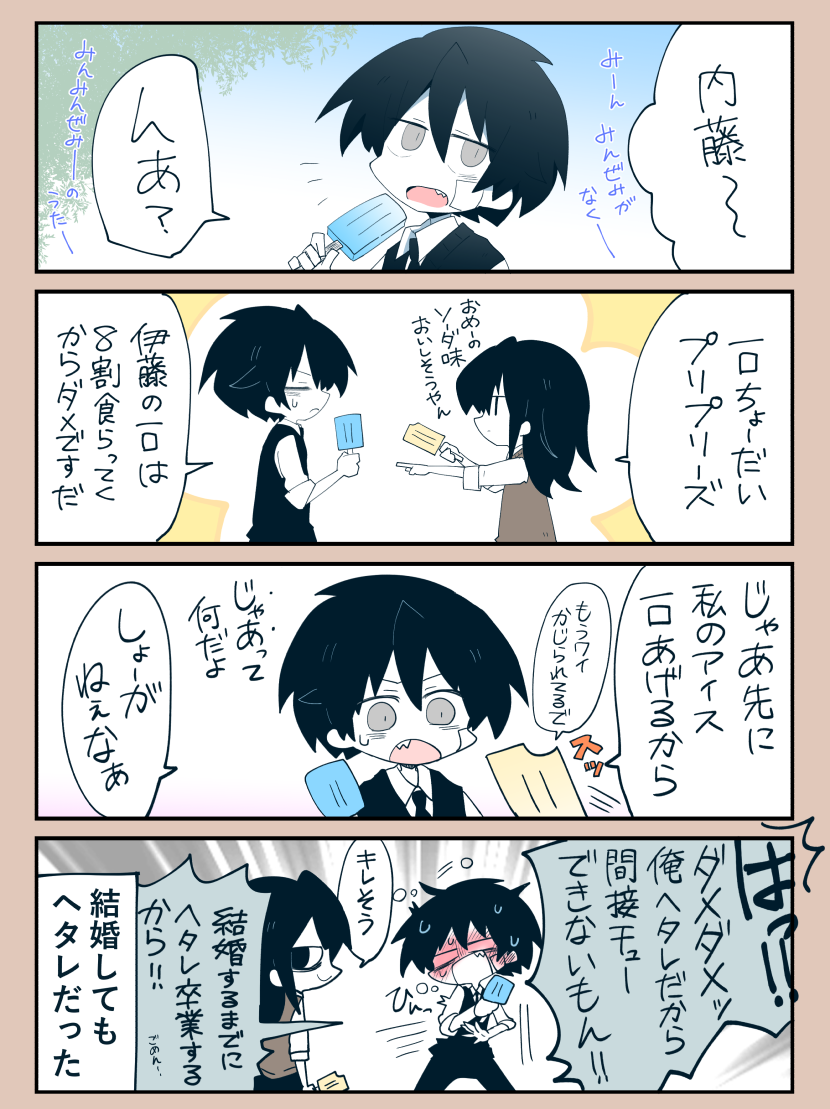 内藤〜
みーん みんぜみが
なくー
んあ？
みんみんぜみーの
うたー
一口ちょーだい
プリプリーズ
おめーの
ソーダ味
おいしそうやん
伊藤の一口は
8割食らってく
からダメですだ
じゃあ先に
私のアイス
一口あげるから
もうワイ
かじられてるで
スッ
じゃあって
何だよ
しょーが
ねぇなぁ
はっ!!
ダメダメッ
俺ヘタレだから
間接チュー
できないもん!!
ひんっ
キレそう
結婚するまでに
ヘタレ卒業する
から!!
ごめん、、
結婚しても
ヘタレだった